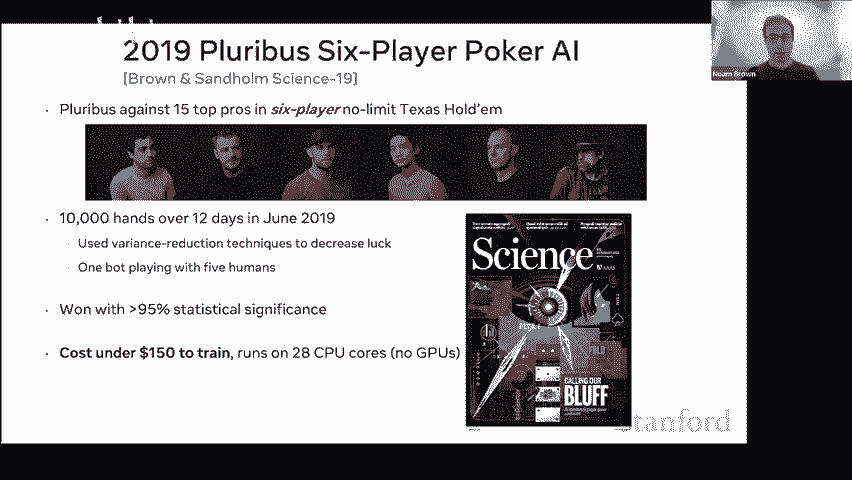 2019 Pluribus Six-Player Poker AI
[Brown & Sandholm Science-19]
Noam Brown
· Pluribus against 15 top pros in six-player no-limit Texas Hold'em
· 10,000 hands over 12 days in June 2019
· Used variance-reduction techniques to decrease luck
· One bot playing with five humans
· Won with >95% statistical significance
· Cost under $150 to train, runs on 28 CPU cores (no GPUs)
Science
AAAS
CALLING OUR
BLUFF
Stanford